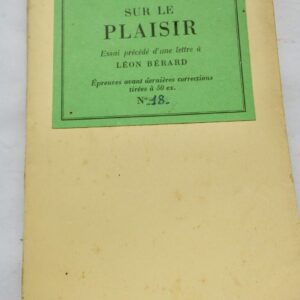 SUR LE
PLAISIR
Essai précédé d'une lettre à
LÉON BÉRARD
Épreuves avant dernières corrections
tirées à 50 ex.
N° 18.